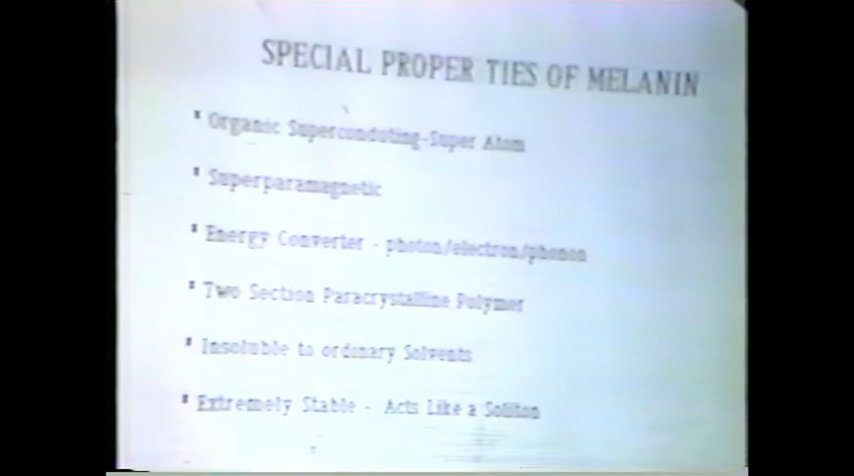 SPECIAL PROPER TIES OF MELANIN
* Organic Superconduting-Super Atom
* Superparamagnetic
* Energy Converter - photon/electron/phonon
* Two Section Paracrystalline Polymer
* Insoluble to ordinary Solvents
* Extremely Stable - Acts Like a Soliton